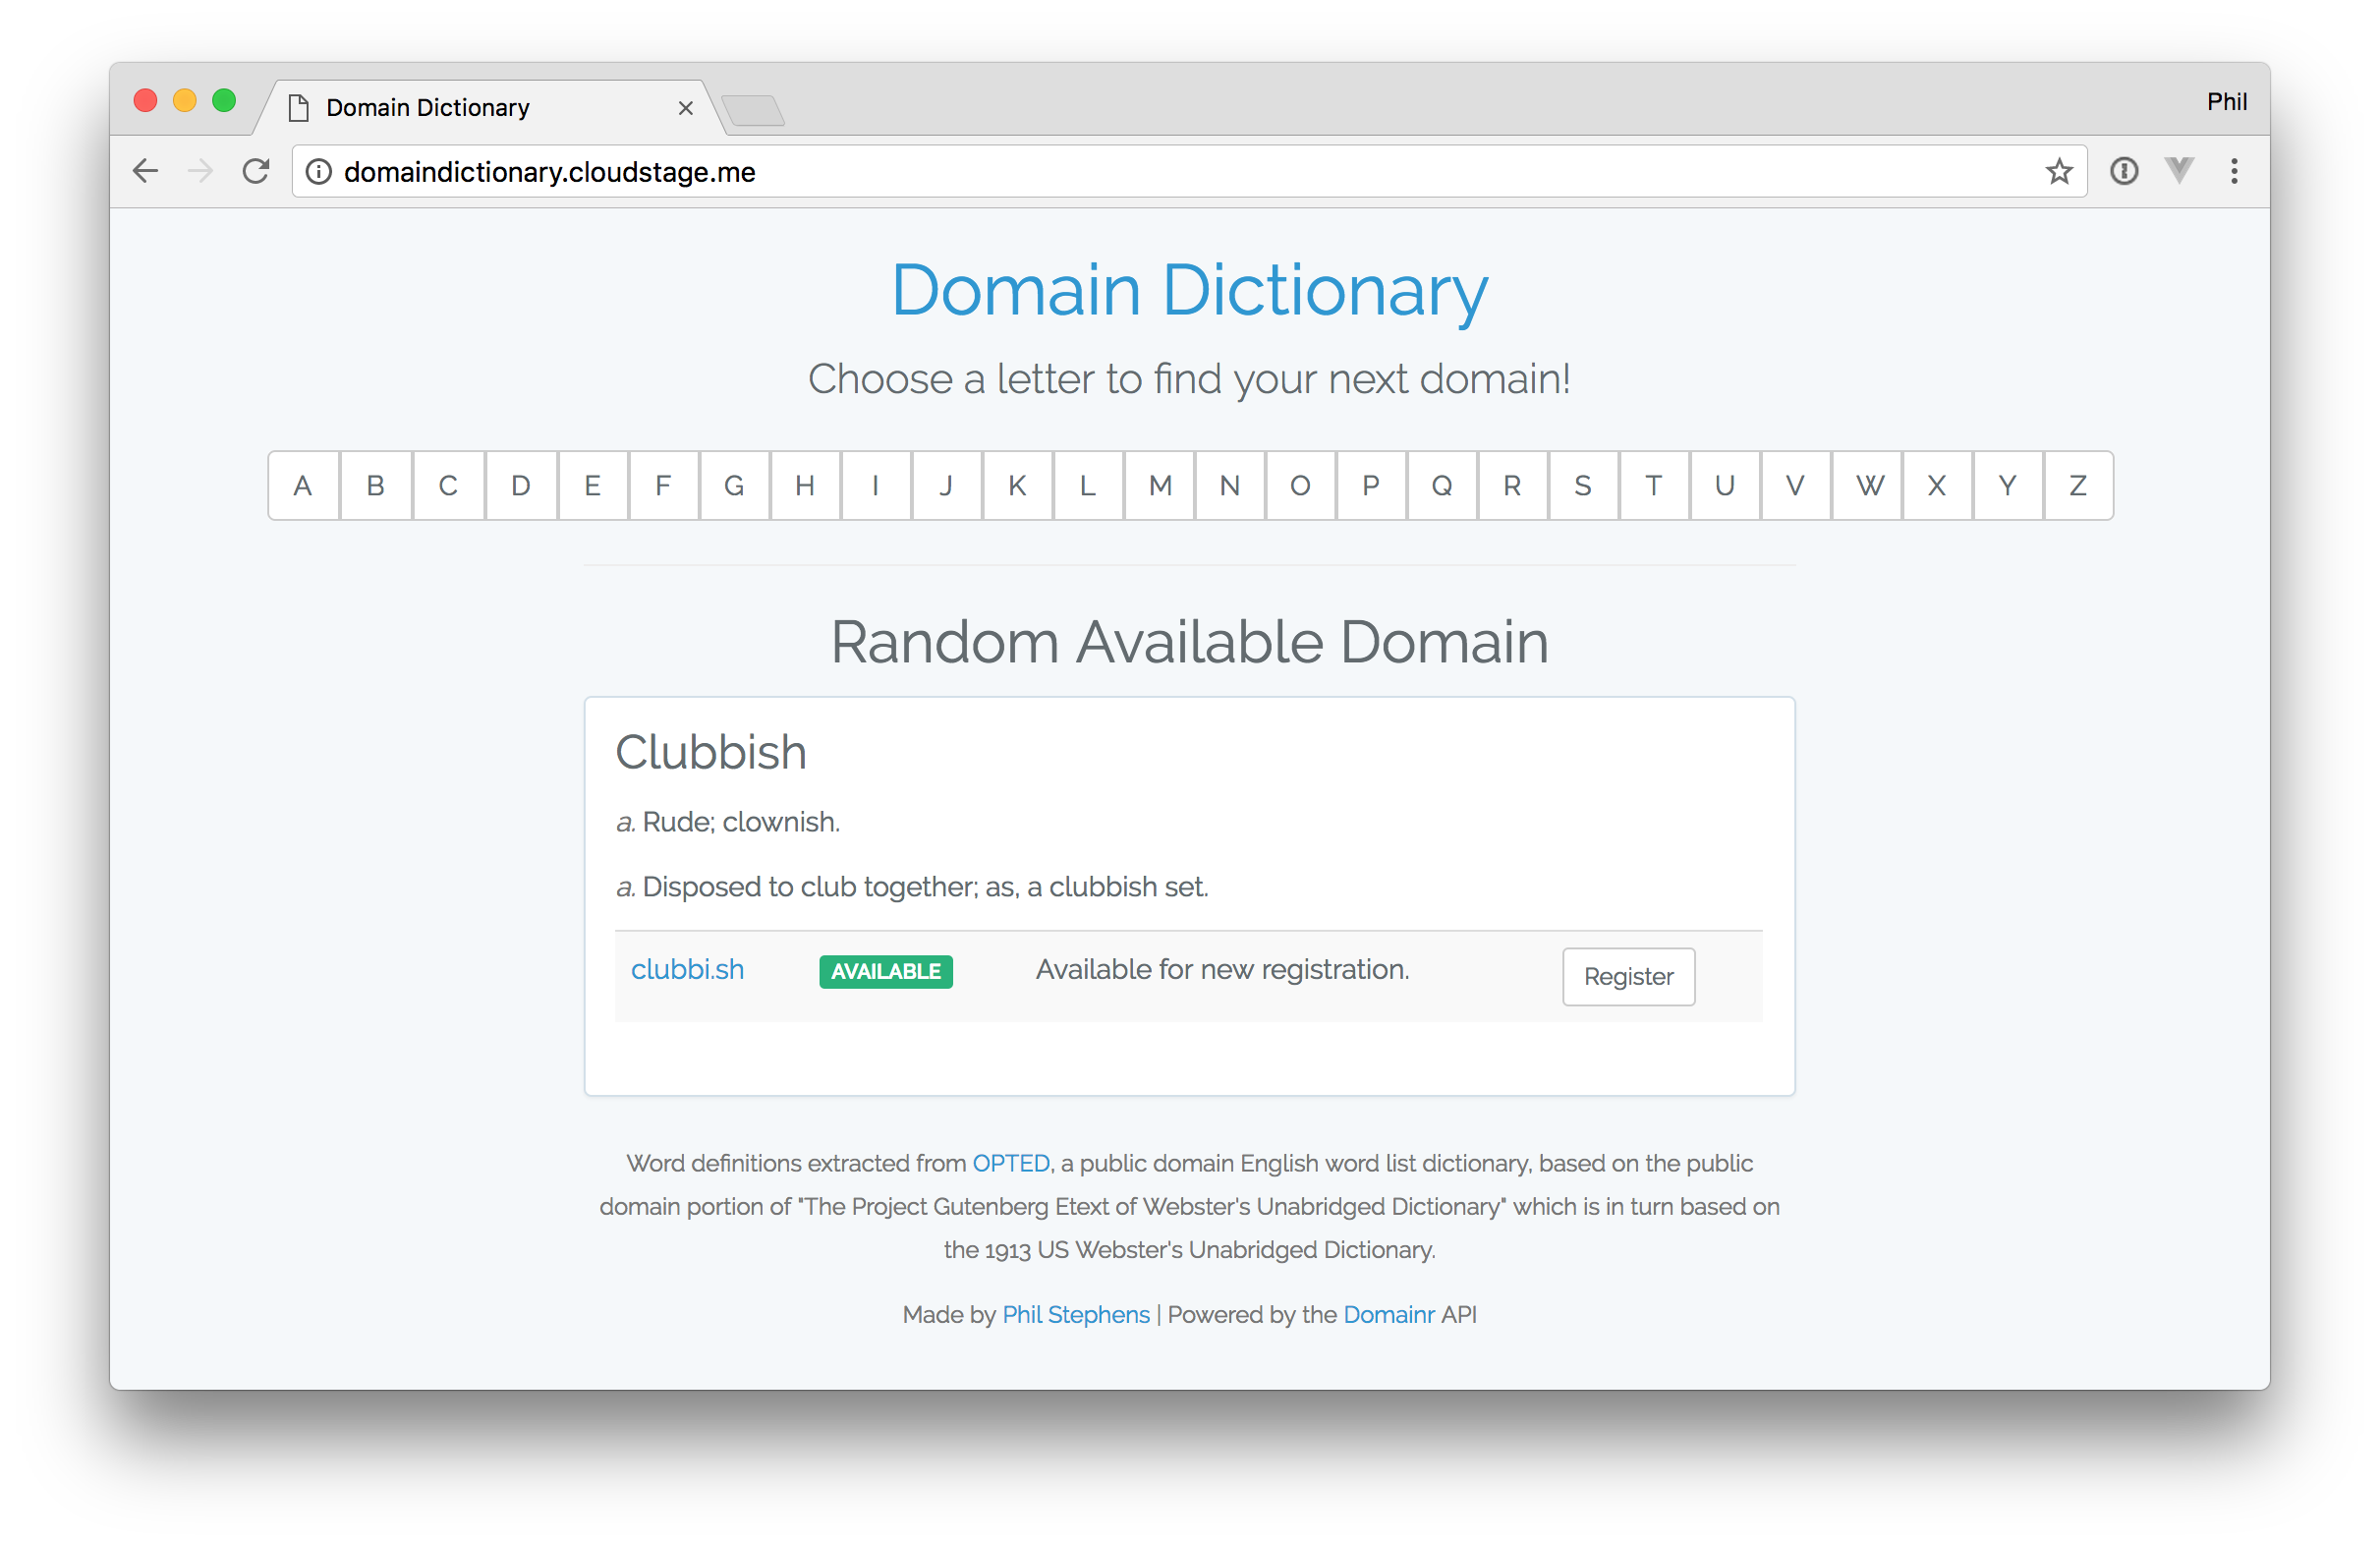 Domain Dictionary
Phil
domaindictionary.cloudstage.me
Domain Dictionary
Choose a letter to find your next domain!
A B C D E F G H I J K L M N O P Q R S T U V W X Y Z
Random Available Domain
Clubbish
a. Rude; clownish.
a. Disposed to club together; as, a clubbish set.
clubbi.sh AVAILABLE Available for new registration. Register
Word definitions extracted from OPTED, a public domain English word list dictionary, based on the public
domain portion of "The Project Gutenberg Etext of Webster's Unabridged Dictionary" which is in turn based on
the 1913 US Webster's Unabridged Dictionary.
Made by Phil Stephens | Powered by the Domainr API